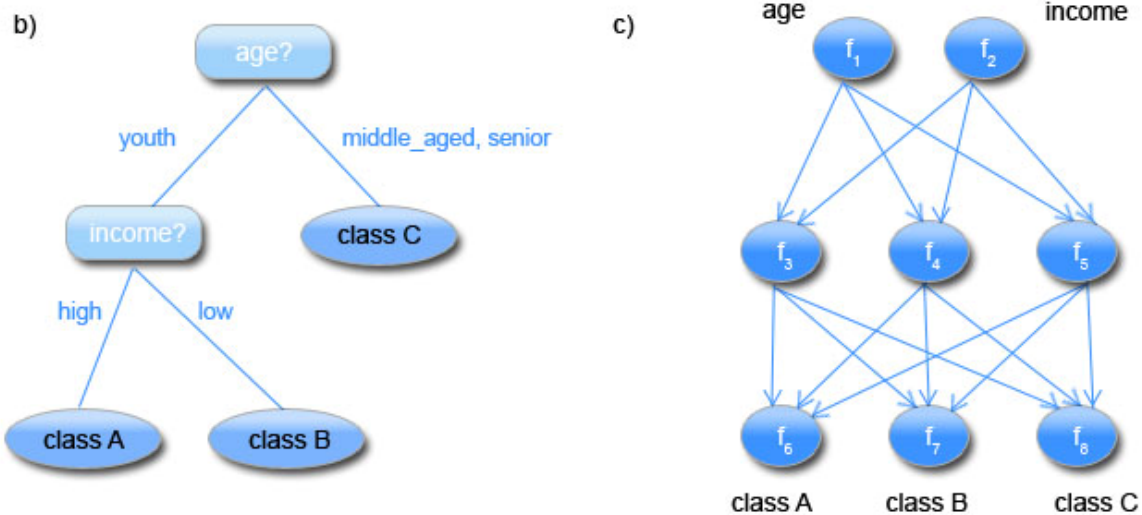 b)
age?
youth
middle_aged, senior
income?
class C
high
low
class A
class B
c)
age
income
f1
f2
f3
f4
f5
f6
f7
f8
class A
class B
class C